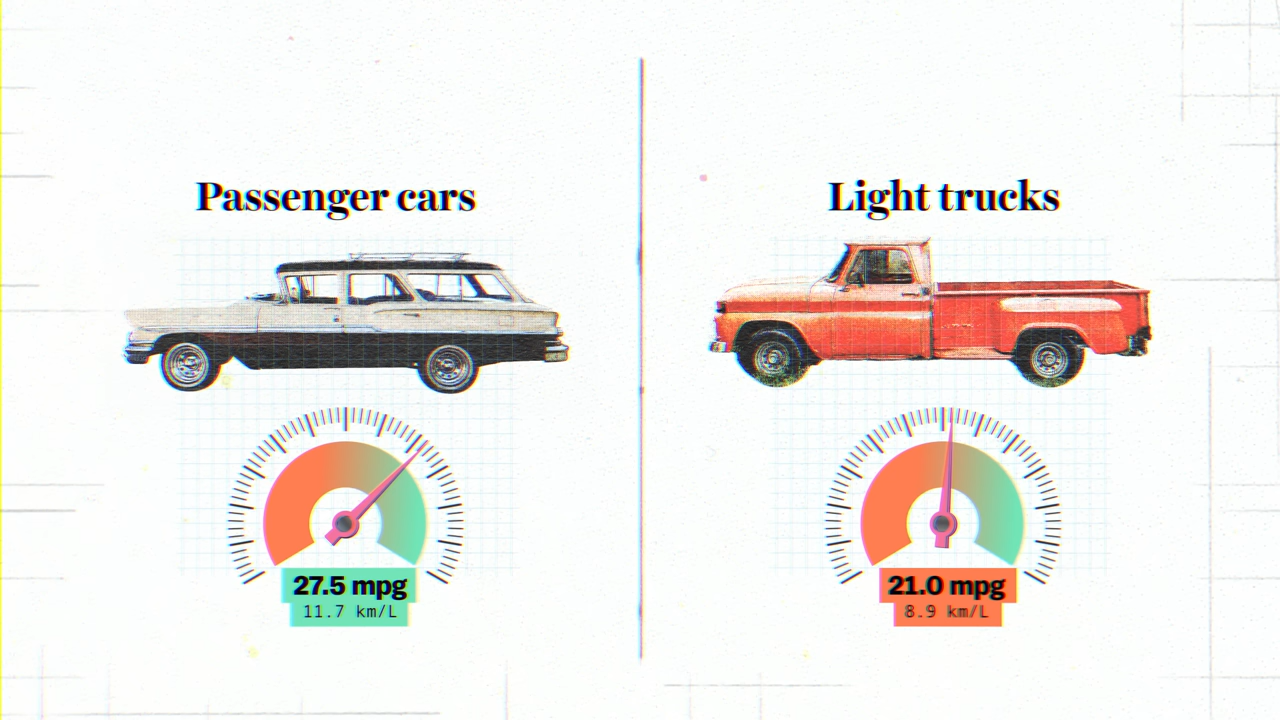 Passenger cars
27.5 mpg
11.7 km/L
Light trucks
21.0 mpg
8.9 km/L